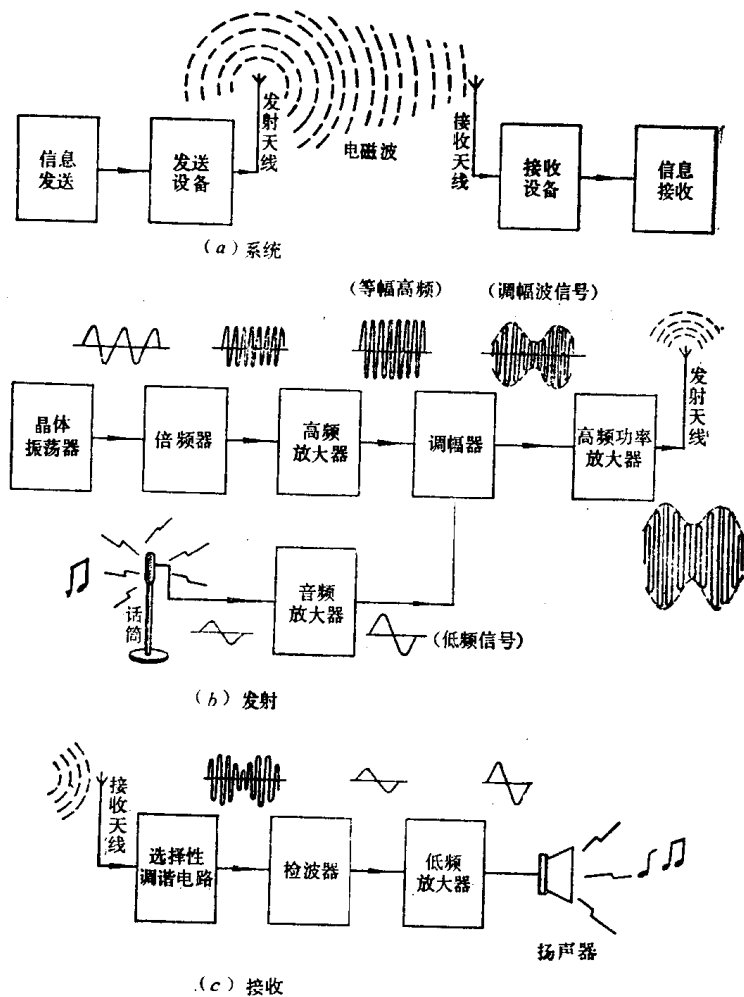 信息
发送
发送
设备
发射天线
电磁波
接收天线
接收
设备
信息
接收
(a)系统
(等幅高频)
(调幅波信号)
晶体
振荡器
倍频器
高频
放大器
调幅器
高频功率
放大器
发射天线
话筒
音频
放大器
(低频信号)
(b)发射
接收天线
选择性
调谐电路
检波器
低频
放大器
扬声器
(c)接收